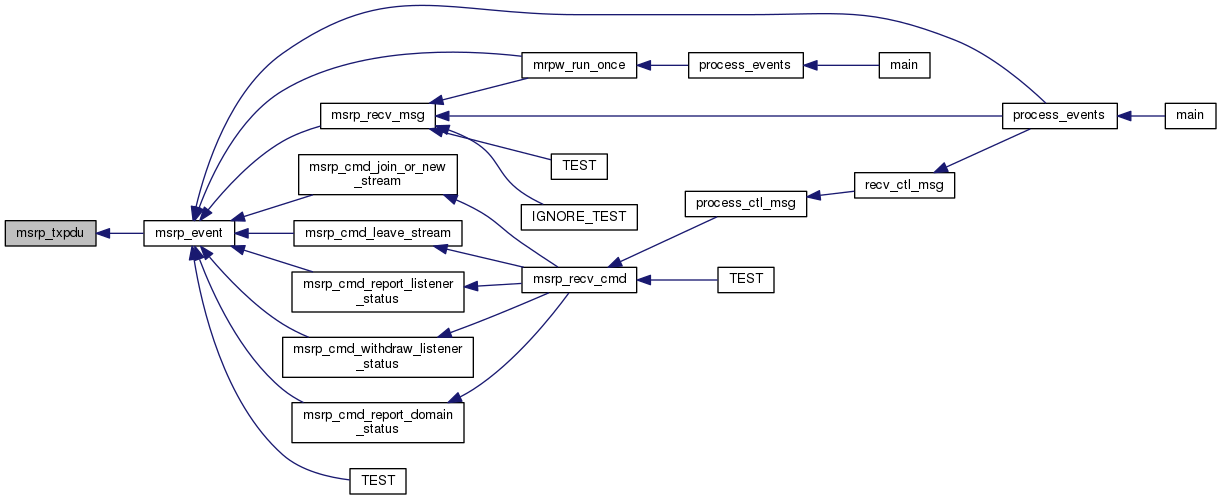 mrpw_run_once
process_events
main
msrp_recv_msg
process_events
main
TEST
msrp_cmd_join_or_new
_stream
recv_ctl_msg
process_ctl_msg
IGNORE_TEST
msrp_txpdu
msrp_event
msrp_cmd_leave_stream
msrp_recv_cmd
TEST
msrp_cmd_report_listener
_status
msrp_cmd_withdraw_listener
_status
msrp_cmd_report_domain
_status
TEST